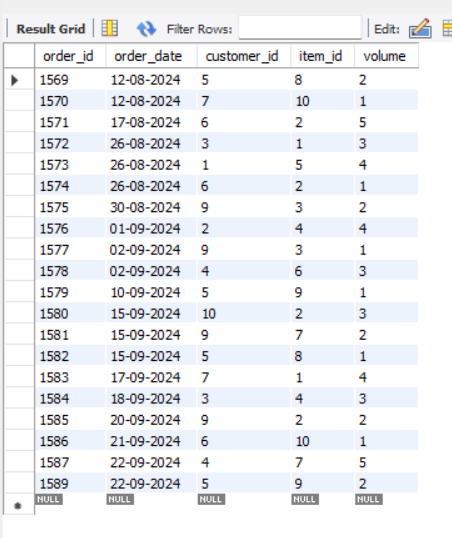 Result Grid Filter Rows: Edit:
order_id order_date customer_id item_id volume
1569 12-08-2024 5 8 2
1570 12-08-2024 7 10 1
1571 17-08-2024 6 2 5
1572 26-08-2024 3 1 3
1573 26-08-2024 1 5 4
1574 26-08-2024 6 2 1
1575 30-08-2024 9 3 2
1576 01-09-2024 2 4 4
1577 02-09-2024 9 3 1
1578 02-09-2024 4 6 3
1579 10-09-2024 5 9 1
1580 15-09-2024 10 2 3
1581 15-09-2024 9 7 2
1582 15-09-2024 5 8 1
1583 17-09-2024 7 1 4
1584 18-09-2024 3 4 3
1585 20-09-2024 9 2 2
1586 21-09-2024 6 10 1
1587 22-09-2024 4 7 5
1589 22-09-2024 5 9 2
NULL NULL NULL NULL NULL